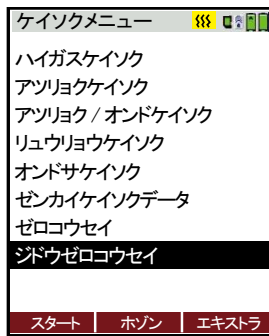 ケイソクメニュー
ハイガスケイソク
アツリョクケイソク
アツリョク / オンドケイソク
リュウリョウケイソク
オンドサケイソク
ゼンカイケイソクデータ
ゼロコウセイ
ジドウゼロコウセイ
スタート ホゾン エキストラ